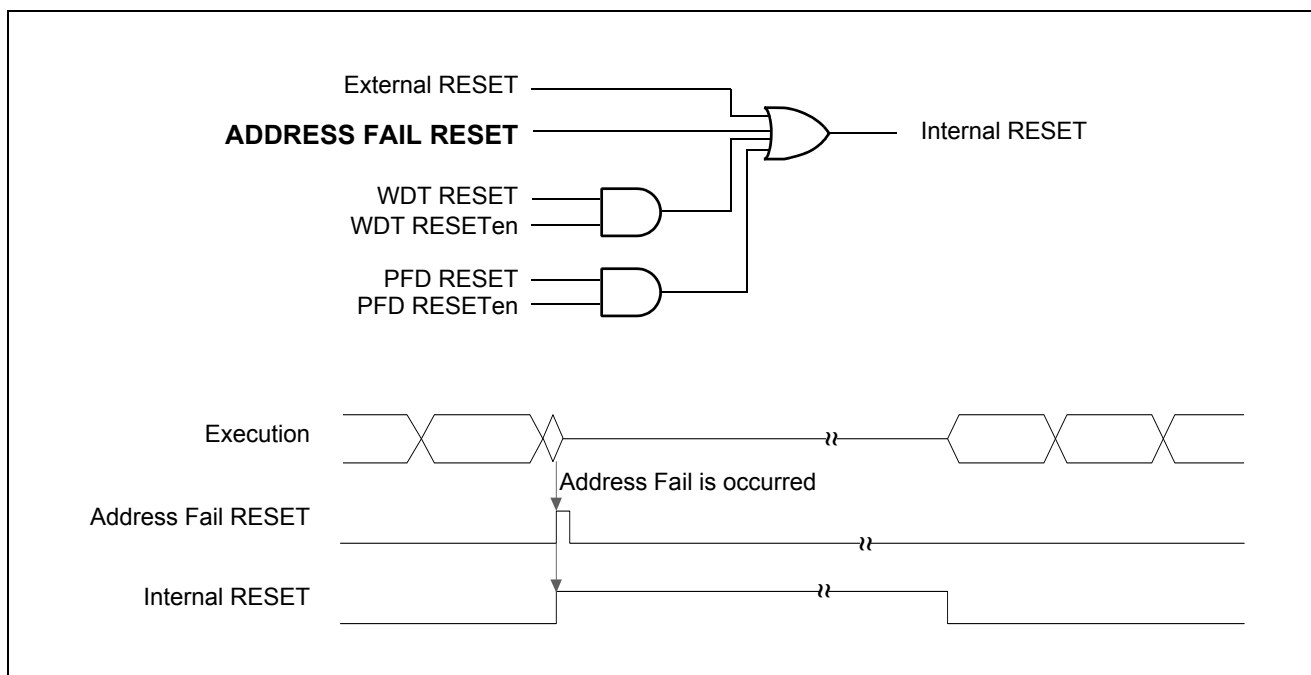 External RESET
ADDRESS FAIL RESET
Internal RESET
WDT RESET
WDT RESETen
PFD RESET
PFD RESETen
Execution
Address Fail is occurred
Address Fail RESET
Internal RESET